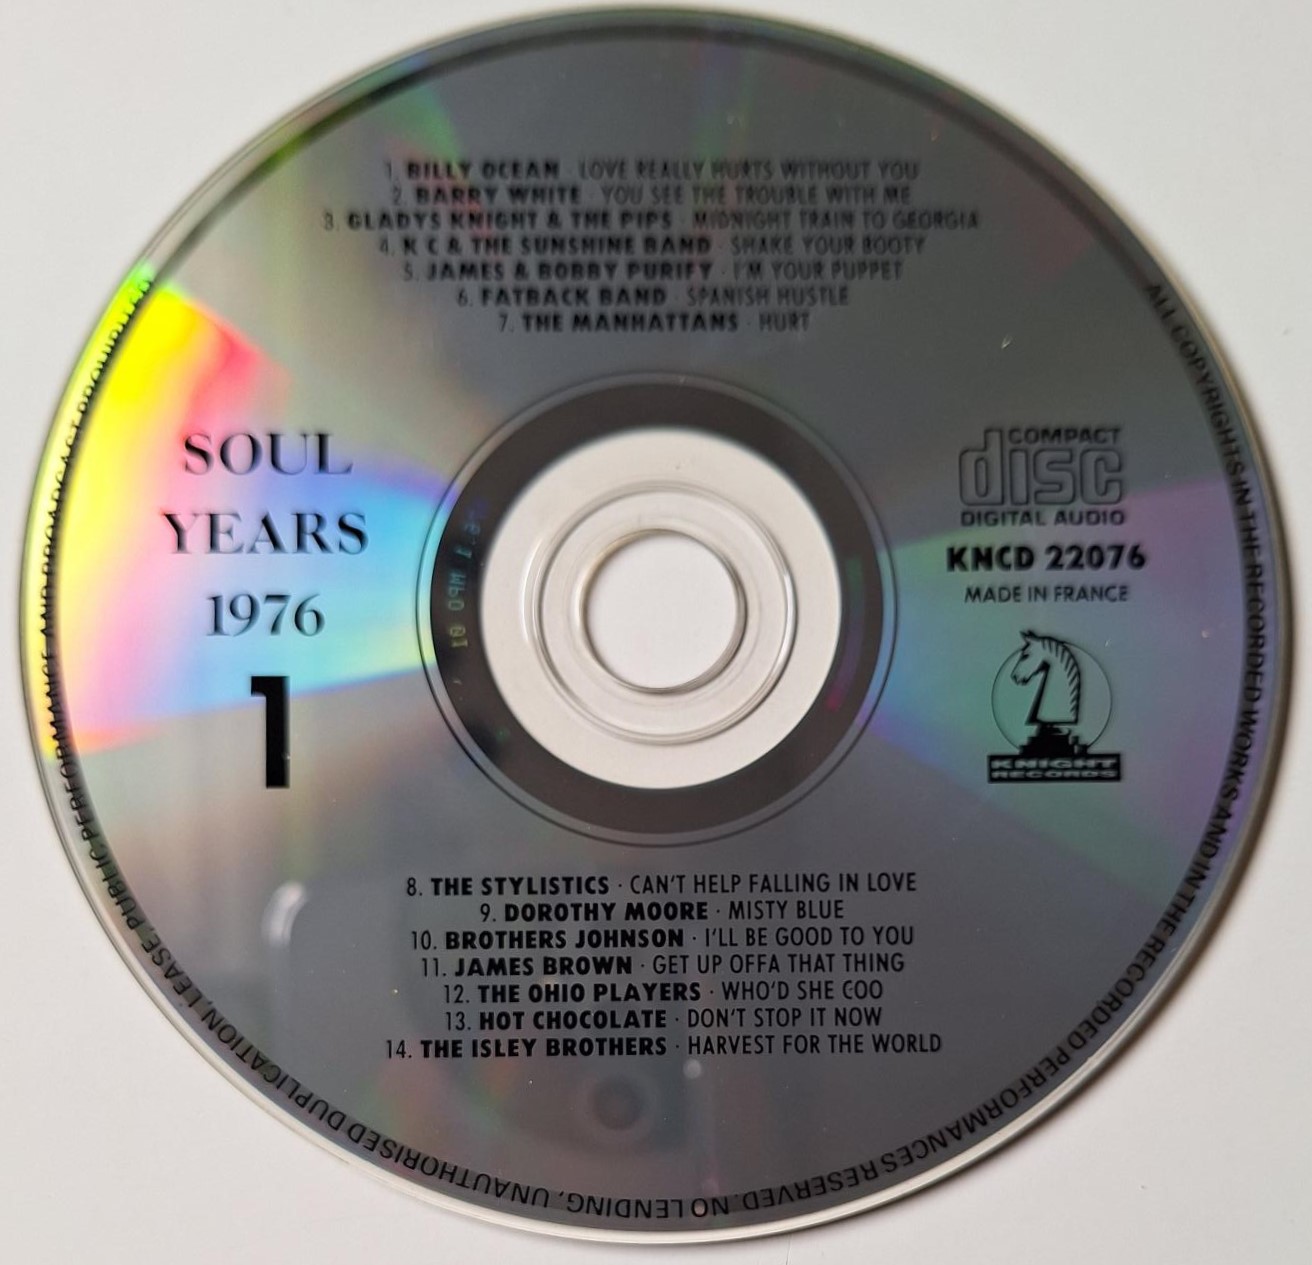 1. BILLY OCEAN · LOVE REALLY HURTS WITHOUT YOU
2. BARRY WHITE · YOU SEE THE TROUBLE WITH ME
3. GLADYS KNIGHT & THE PIPS · MIDNIGHT TRAIN TO GEORGIA
4. K C & THE SUNSHINE BAND · SHAKE YOUR BOOTY
5. JAMES & BOBBY PURIFY · I'M YOUR PUPPET
6. FATBACK BAND · SPANISH HUSTLE
7. THE MANHATTANS · HURT
SOUL
YEARS
1976
1
COMPACT
disc
DIGITAL AUDIO
KNCD 22076
MADE IN FRANCE
KNIGHT
RECORDS
8. THE STYLISTICS · CAN'T HELP FALLING IN LOVE
9. DOROTHY MOORE · MISTY BLUE
10. BROTHERS JOHNSON · I'LL BE GOOD TO YOU
11. JAMES BROWN · GET UP OFFA THAT THING
12. THE OHIO PLAYERS · WHO'D SHE COO
13. HOT CHOCOLATE · DON'T STOP IT NOW
14. THE ISLEY BROTHERS · HARVEST FOR THE WORLD
ALL COPYRIGHTS IN THE RECORDED WORKS AND IN THE RECORDED PERFORMANCES RESERVED. NO LENDING, UNAUTHORISED DUPLICATION, LEASE, PUBLIC PERFORMANCE AND BROADCAST PROHIBITED